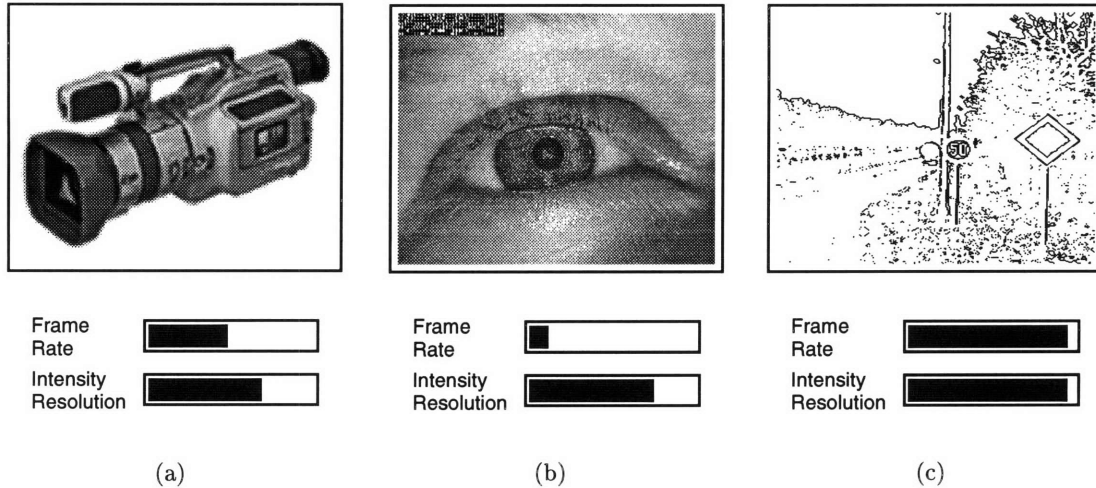 50
Frame
Rate
Intensity
Resolution
Frame
Rate
Intensity
Resolution
Frame
Rate
Intensity
Resolution
(a)
(b)
(c)